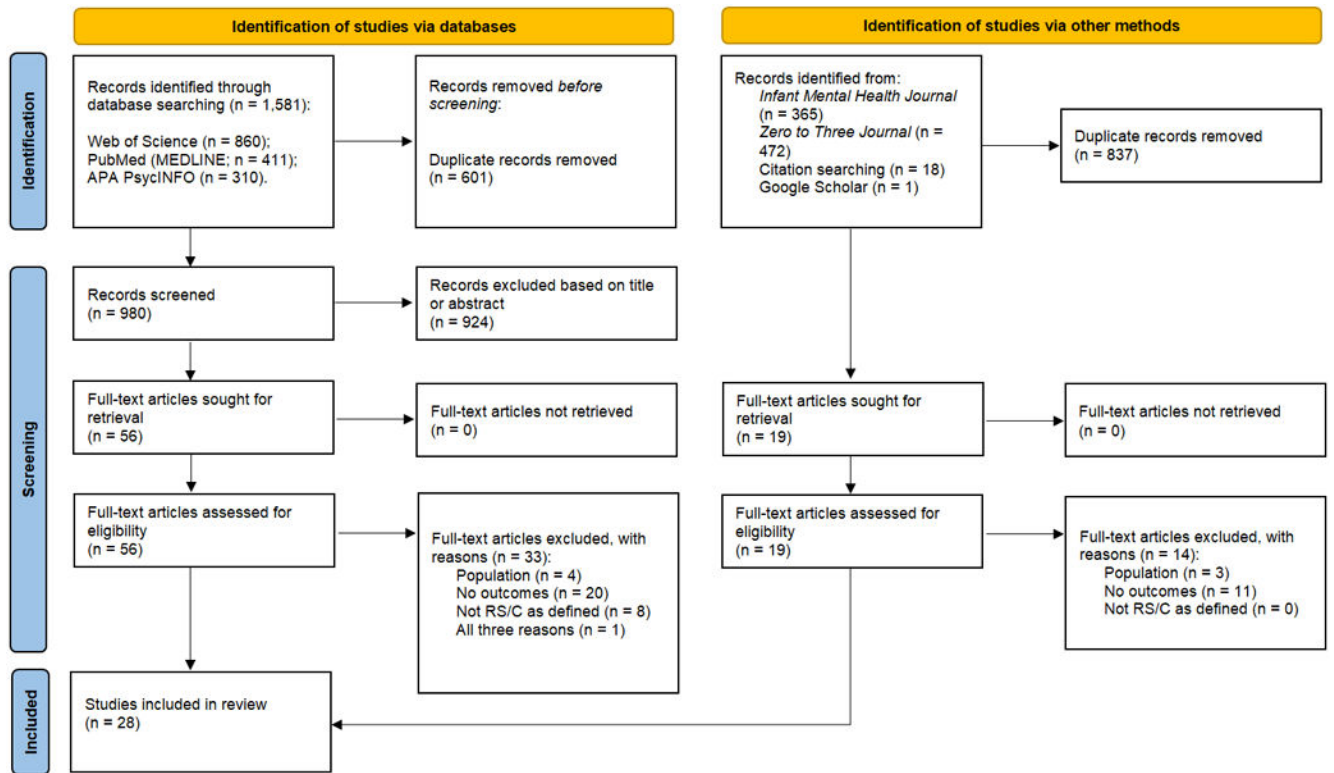 Identification of studies via databases
Identification of studies via other methods
Identification
Records identified through
database searching (n = 1,581):
Web of Science (n = 860);
PubMed (MEDLINE; n = 411);
APA PsycINFO (n = 310).
Records removed before
screening:
Duplicate records removed
(n = 601)
Records identified from:
Infant Mental Health Journal
(n = 365)
Zero to Three Journal (n =
472)
Citation searching (n = 18)
Google Scholar (n = 1)
Duplicate records removed
(n = 837)
Screening
Records screened
(n = 980)
Records excluded based on title
or abstract
(n = 924)
Full-text articles sought for
retrieval
(n = 56)
Full-text articles not retrieved
(n = 0)
Full-text articles sought for
retrieval
(n = 19)
Full-text articles not retrieved
(n = 0)
Full-text articles assessed for
eligibility
(n = 56)
Full-text articles excluded, with
reasons (n = 33):
Population (n = 4)
No outcomes (n = 20)
Not RS/C as defined (n = 8)
All three reasons (n = 1)
Full-text articles assessed for
eligibility
(n = 19)
Full-text articles excluded, with
reasons (n = 14):
Population (n = 3)
No outcomes (n = 11)
Not RS/C as defined (n = 0)
Included
Studies included in review
(n = 28)